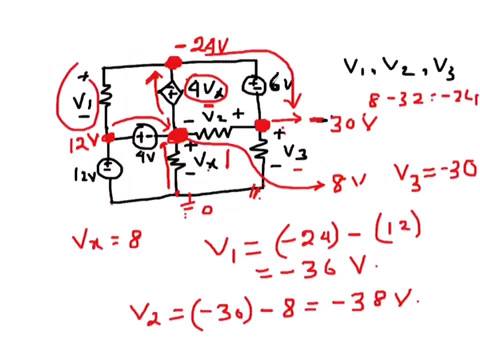 -24V
+ V1 -
4Vx
6V
V1, V2, V3
8-32=-24
- V2 +
-30V
12V
4V
+ Vx -
+ V3 -
12V
8V
V3=-30
0
Vx = 8
V1 = (-24) - (12)
= -36 V.
V2 = (-30) - 8 = -38 V.